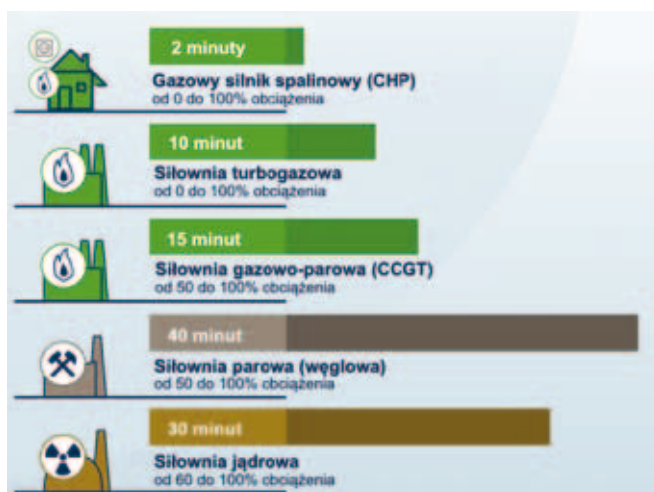 2 minuty
Gazowy silnik spalinowy (CHP)
od 0 do 100% obciążenia
10 minut
Siłownia turbogazowa
od 0 do 100% obciążenia
15 minut
Siłownia gazowo-parowa (CCGT)
od 50 do 100% obciążenia
40 minut
Siłownia parowa (węglowa)
od 50 do 100% obciążenia
30 minut
Siłownia jądrowa
od 60 do 100% obciążenia